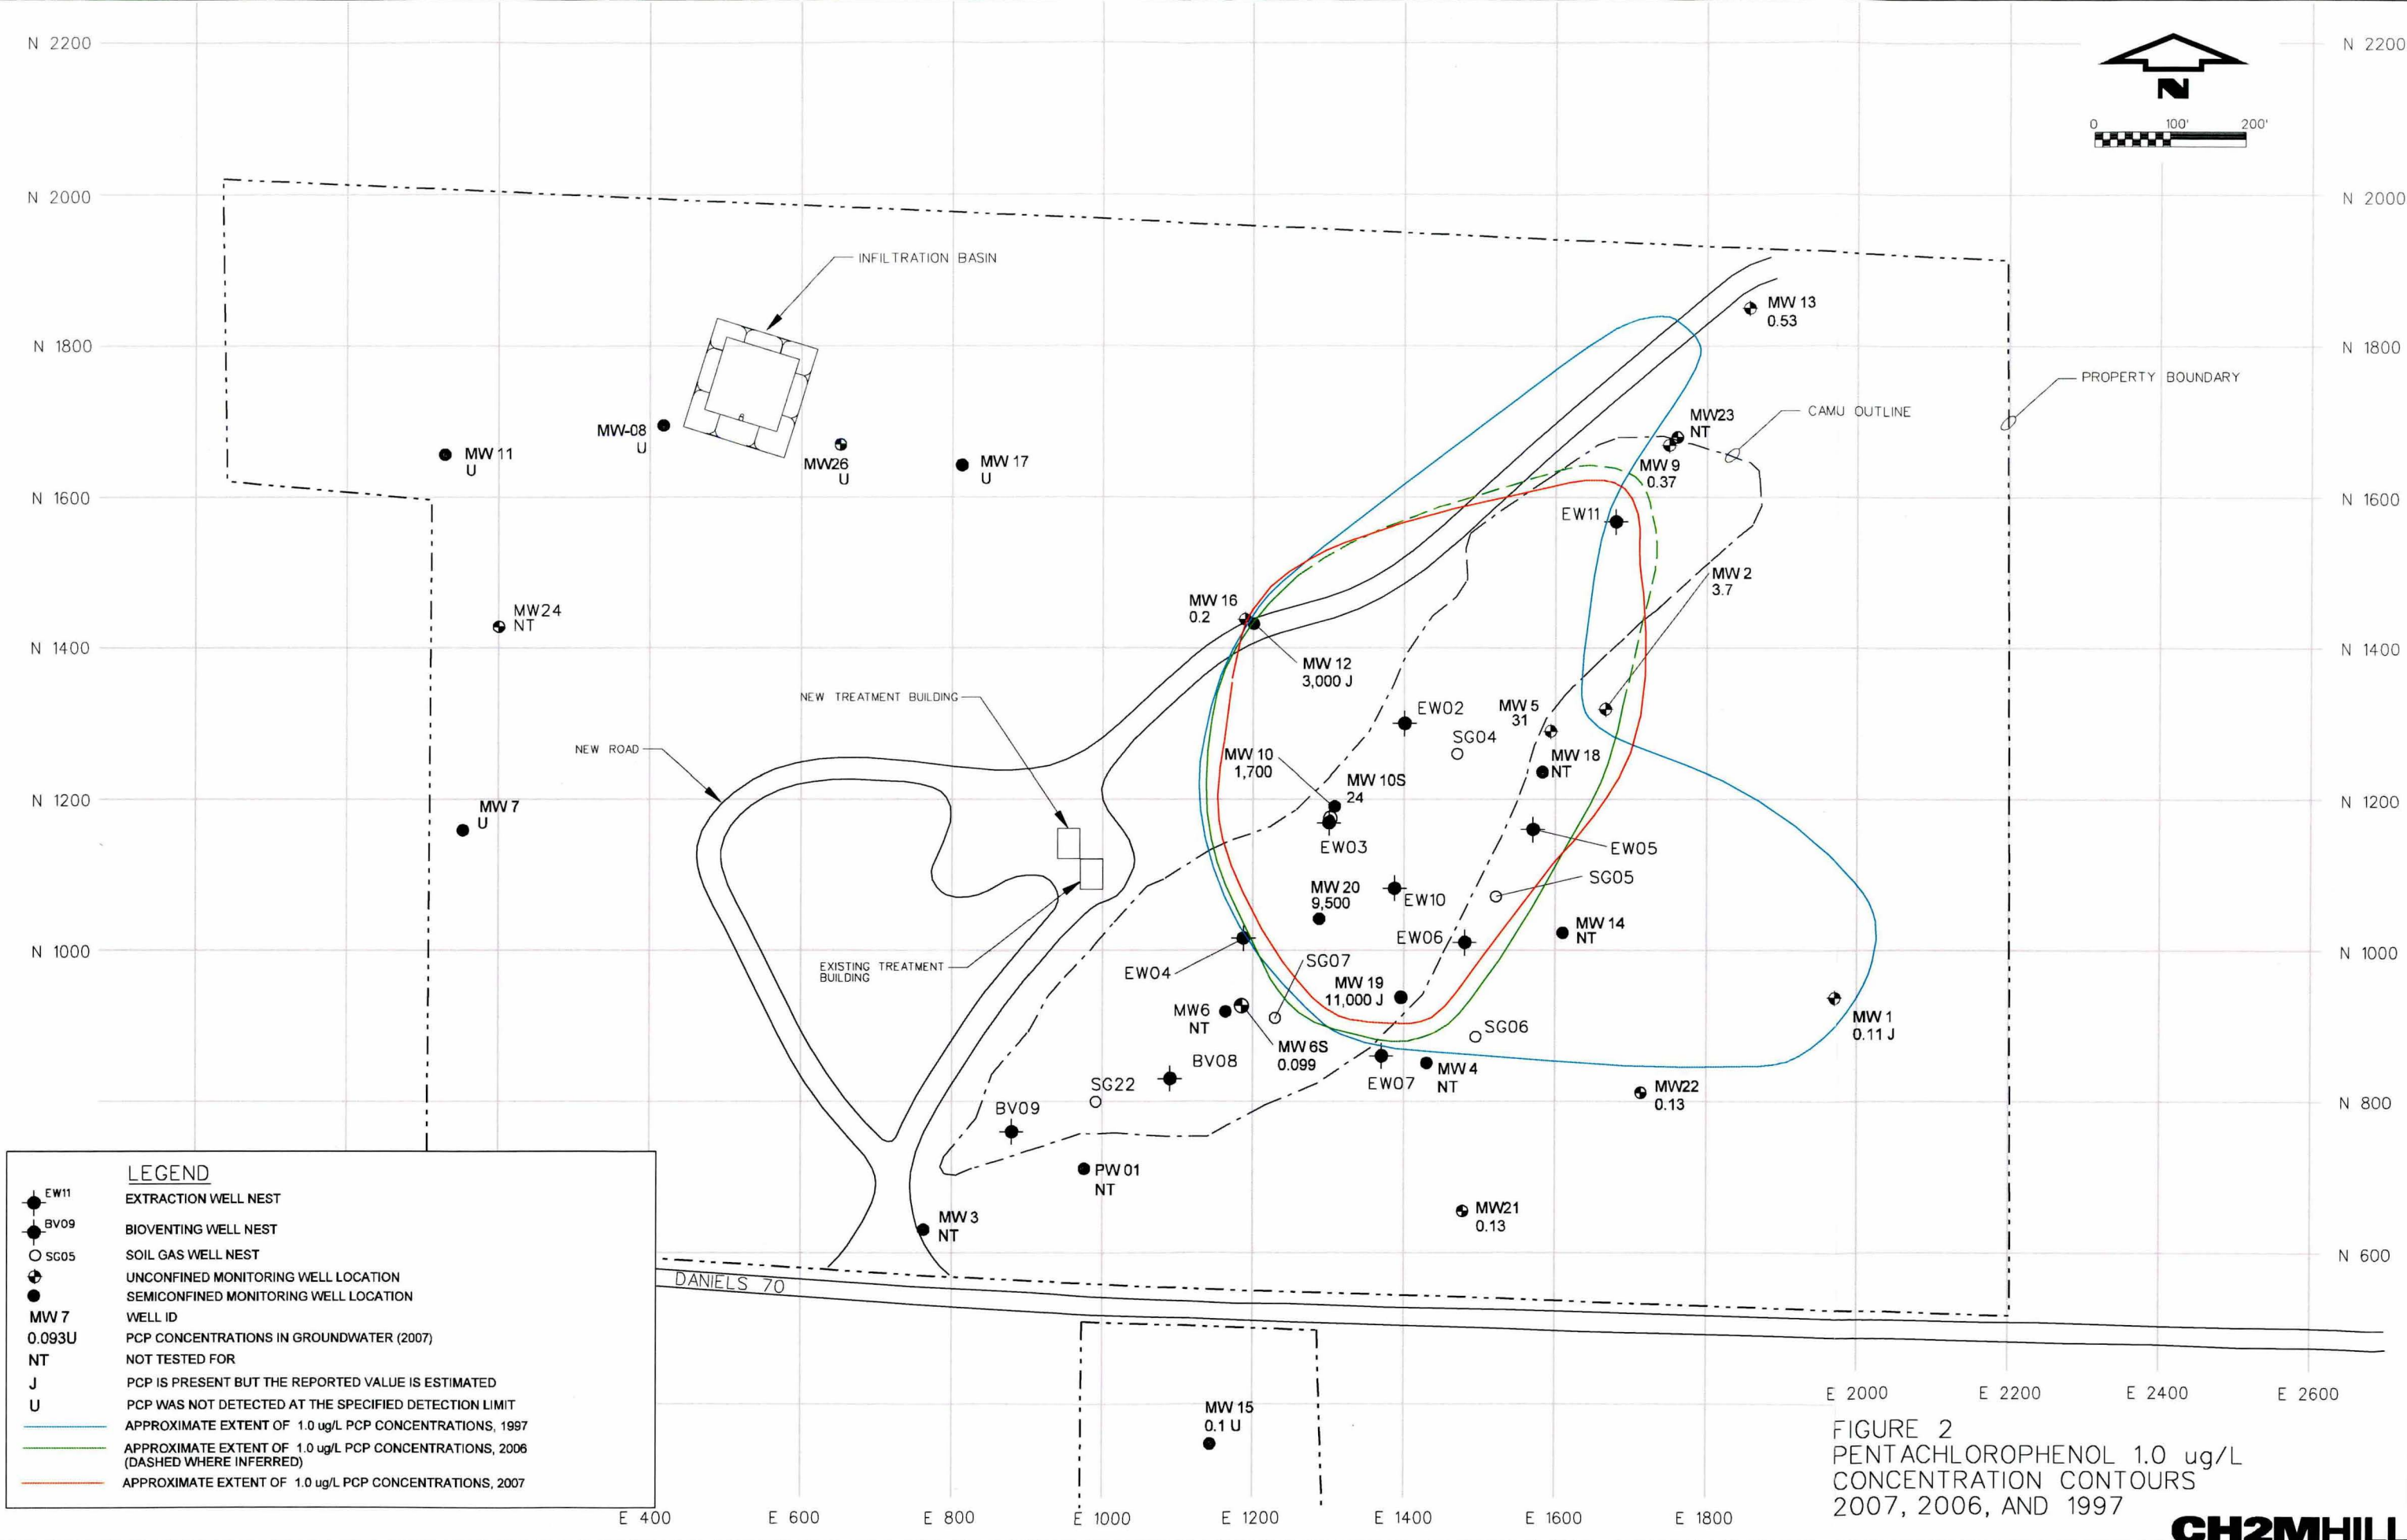 N 2200
N 2200
N
0 100' 200'
N 2000
N 2000
INFILTRATION BASIN
MW 13
0.53
N 1800
N 1800
PROPERTY BOUNDARY
CAMU OUTLINE
MW23
NT
MW-08
U
MW 11
U
MW26
U
MW 17
U
MW 9
0.37
N 1600
N 1600
EW11
MW 2
3.7
MW24
NT
MW 16
0.2
N 1400
N 1400
MW 12
3,000 J
NEW TREATMENT BUILDING
EW02
MW 5
31
SG04
NEW ROAD
MW 10
1,700
MW 18
NT
MW 10S
24
N 1200
N 1200
MW 7
U
EW03
EW05
SG05
MW 20
9,500
EW10
MW 14
NT
EW06
N 1000
N 1000
EXISTING TREATMENT
BUILDING
EW04
SG07
MW 19
11,000 J
MW6
NT
SG06
MW 1
0.11 J
MW 6S
0.099
BV08
MW 4
NT
EW07
SG22
MW22
0.13
BV09
N 800
PW 01
NT
MW21
0.13
MW 3
NT
N 600
DANIELS 70
LEGEND
EW11 EXTRACTION WELL NEST
BV09 BIOVENTING WELL NEST
SG05 SOIL GAS WELL NEST
UNCONFINED MONITORING WELL LOCATION
SEMICONFINED MONITORING WELL LOCATION
MW 7 WELL ID
0.093U PCP CONCENTRATIONS IN GROUNDWATER (2007)
NT NOT TESTED FOR
J PCP IS PRESENT BUT THE REPORTED VALUE IS ESTIMATED
U PCP WAS NOT DETECTED AT THE SPECIFIED DETECTION LIMIT
APPROXIMATE EXTENT OF 1.0 ug/L PCP CONCENTRATIONS, 1997
APPROXIMATE EXTENT OF 1.0 ug/L PCP CONCENTRATIONS, 2006
(DASHED WHERE INFERRED)
APPROXIMATE EXTENT OF 1.0 ug/L PCP CONCENTRATIONS, 2007
MW 15
0.1 U
E 2000 E 2200 E 2400 E 2600
E 400 E 600 E 800 E 1000 E 1200 E 1400 E 1600 E 1800
FIGURE 2
PENTACHLOROPHENOL 1.0 ug/L
CONCENTRATION CONTOURS
2007, 2006, AND 1997
CH2MHILL